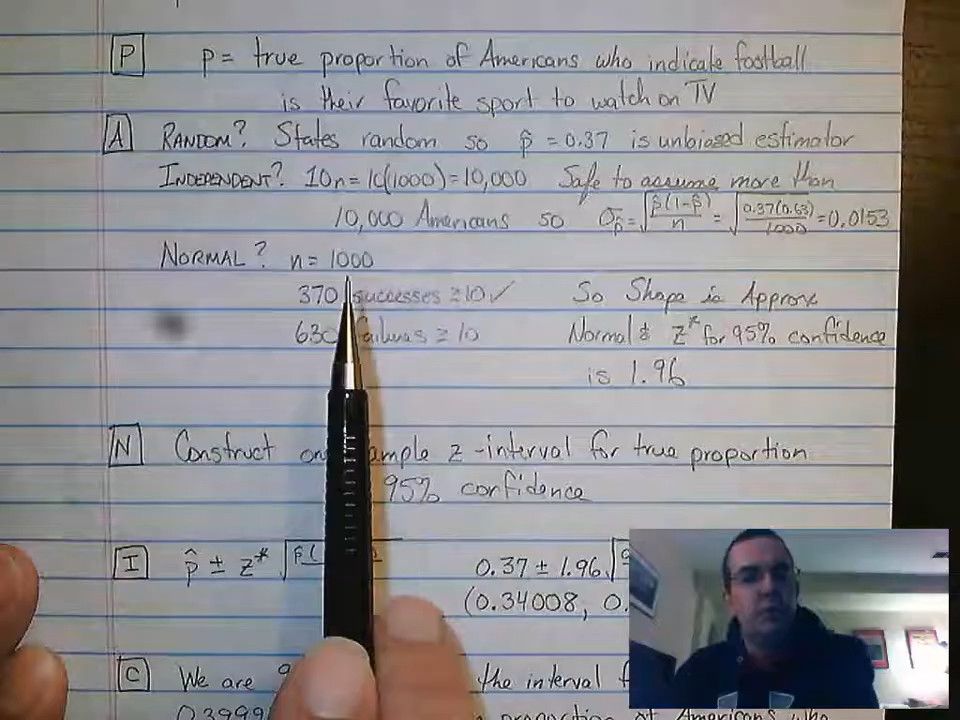 P p = true proportion of Americans who indicate football
is their favorite sport to watch on TV
A RANDOM? States random so p̂ = 0.37 is unbiased estimator
INDEPENDENT? 10n = 10(1000) = 10,000 Safe to assume more than
10,000 Americans so σp̂ = √(p̂(1-p̂)/n) = √(0.37(0.63)/1000) = 0.0153
NORMAL? n = 1000
370 successes ≥ 10 ✓ So Shape is Approx
630 failures ≥ 10 Normal & z* for 95% confidence
is 1.96
N Construct sample z-interval for true proportion
95% confidence
I p̂ ± z* √ 0.37 ± 1.96 √
(0.34008, 0.
C We are the interval
0.3999 proportion of Americans who